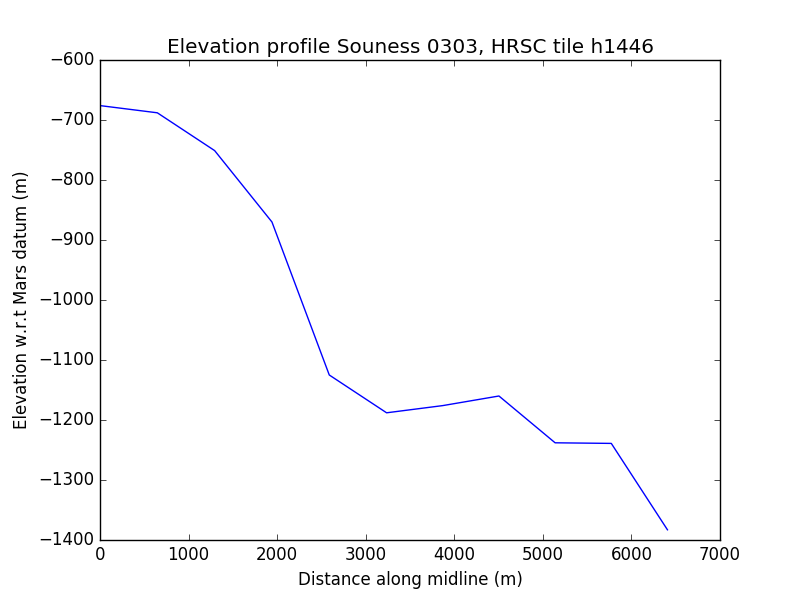 Elevation profile Souness 0303, HRSC tile h1446
−600
−700
−800
−900
−1000
−1100
−1200
−1300
−1400
Elevation w.r.t Mars datum (m)
0 1000 2000 3000 4000 5000 6000 7000
Distance along midline (m)